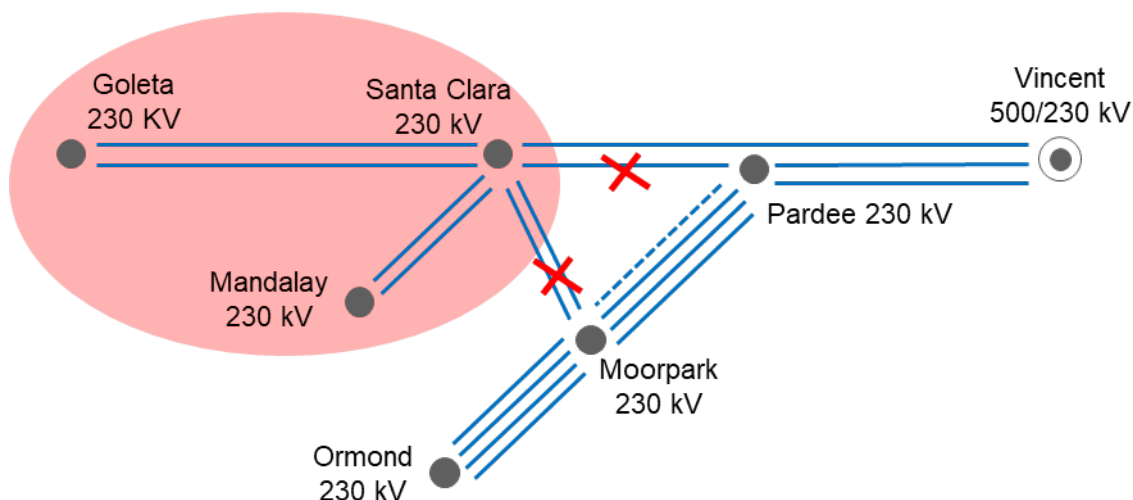 Goleta
230 KV
Santa Clara
230 kV
Vincent
500/230 kV
Pardee 230 kV
Mandalay
230 kV
Moorpark
230 kV
Ormond
230 kV